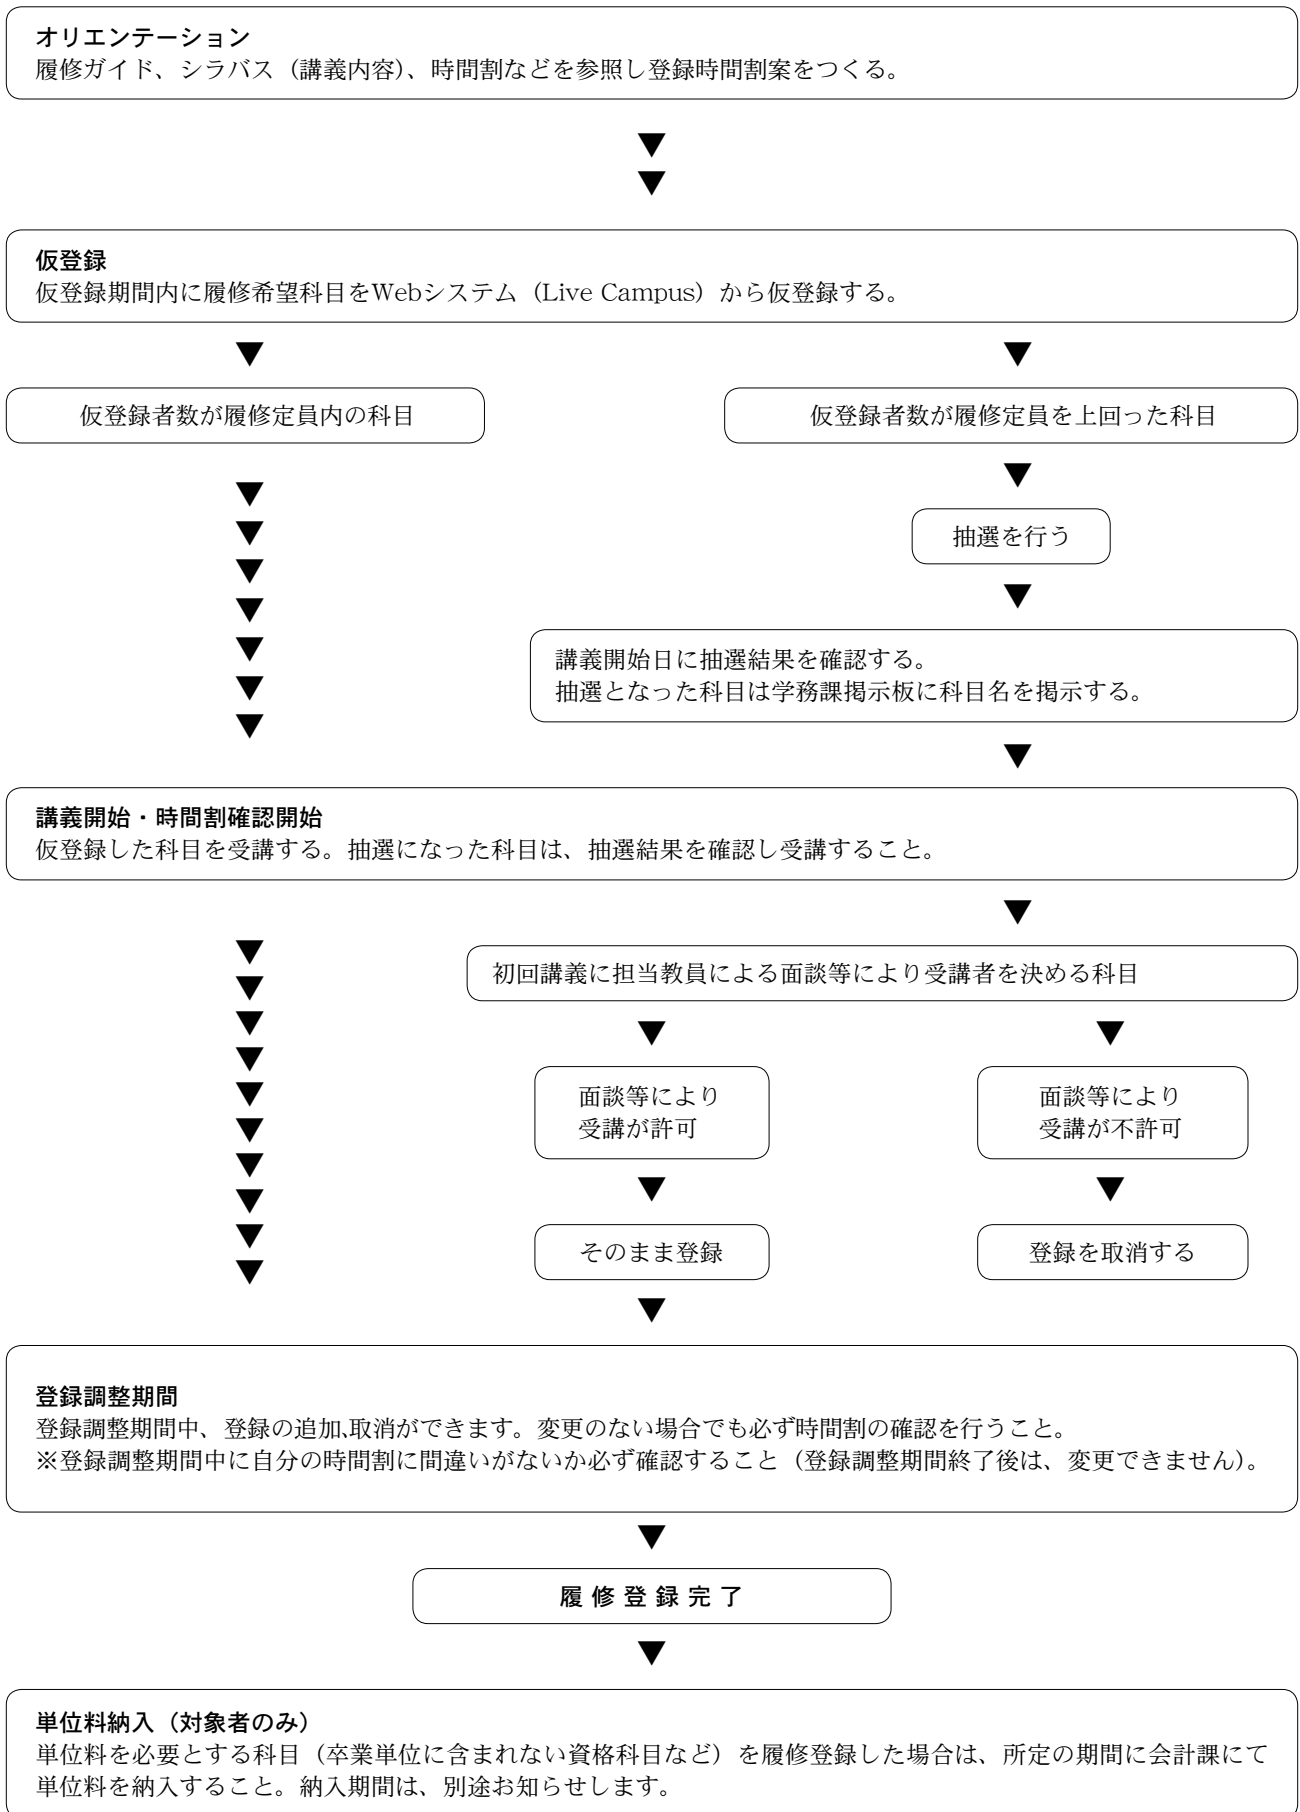 オリエンテーション
履修ガイド、シラバス（講義内容）、時間割などを参照し登録時間割案をつくる。
仮登録
仮登録期間内に履修希望科目をWebシステム（Live Campus）から仮登録する。
仮登録者数が履修定員内の科目
仮登録者数が履修定員を上回った科目
抽選を行う
講義開始日に抽選結果を確認する。
抽選となった科目は学務課掲示板に科目名を掲示する。
講義開始・時間割確認開始
仮登録した科目を受講する。抽選になった科目は、抽選結果を確認し受講すること。
初回講義に担当教員による面談等により受講者を決める科目
面談等により
受講が許可
面談等により
受講が不許可
そのまま登録
登録を取消する
登録調整期間
登録調整期間中、登録の追加、取消ができます。変更のない場合でも必ず時間割の確認を行うこと。
※登録調整期間中に自分の時間割に間違いがないか必ず確認すること（登録調整期間終了後は、変更できません）。
履修登録完了
単位料納入（対象者のみ）
単位料を必要とする科目（卒業単位に含まれない資格科目など）を履修登録した場合は、所定の期間に会計課にて
単位料を納入すること。納入期間は、別途お知らせします。